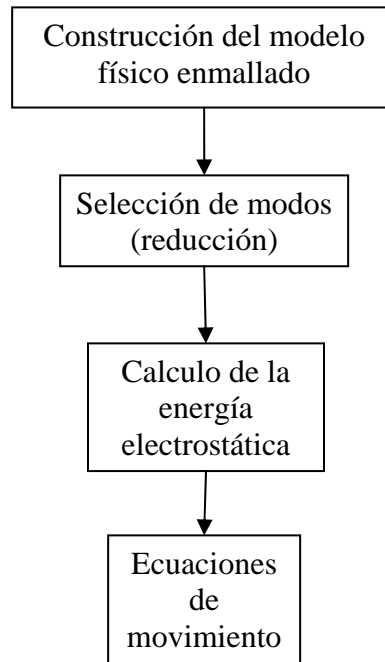 Construcción del modelo
físico enmallado
Selección de modos
(reducción)
Calculo de la
energía
electrostática
Ecuaciones
de
movimiento